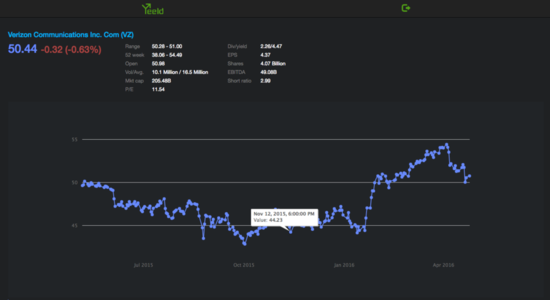 Yeeld
Verizon Communications Inc. Com (VZ)
50.44 -0.32 (-0.63%)
Range 50.28 - 51.00 Div/yield 2.26/4.47
52 week 38.06 - 54.49 EPS 4.37
Open 50.98 Shares 4.07 Billion
Vol/Avg. 10.1 Million / 16.5 Million EBITDA 49.08B
Mkt cap 205.48B Short ratio 2.99
P/E 11.54
55
50
45
Nov 12, 2015, 6:00:00 PM
Value: 44.23
Jul 2015 Oct 2015 Jan 2016 Apr 2016